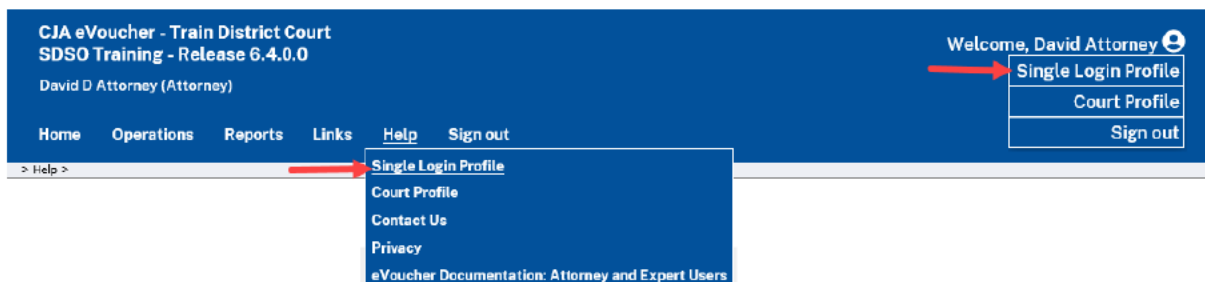 CJA eVoucher - Train District Court
SDSO Training - Release 6.4.0.0
David D Attorney (Attorney)
Welcome, David Attorney
Single Login Profile
Court Profile
Sign out
Home Operations Reports Links Help Sign out
> Help >
Single Login Profile
Court Profile
Contact Us
Privacy
eVoucher Documentation: Attorney and Expert Users